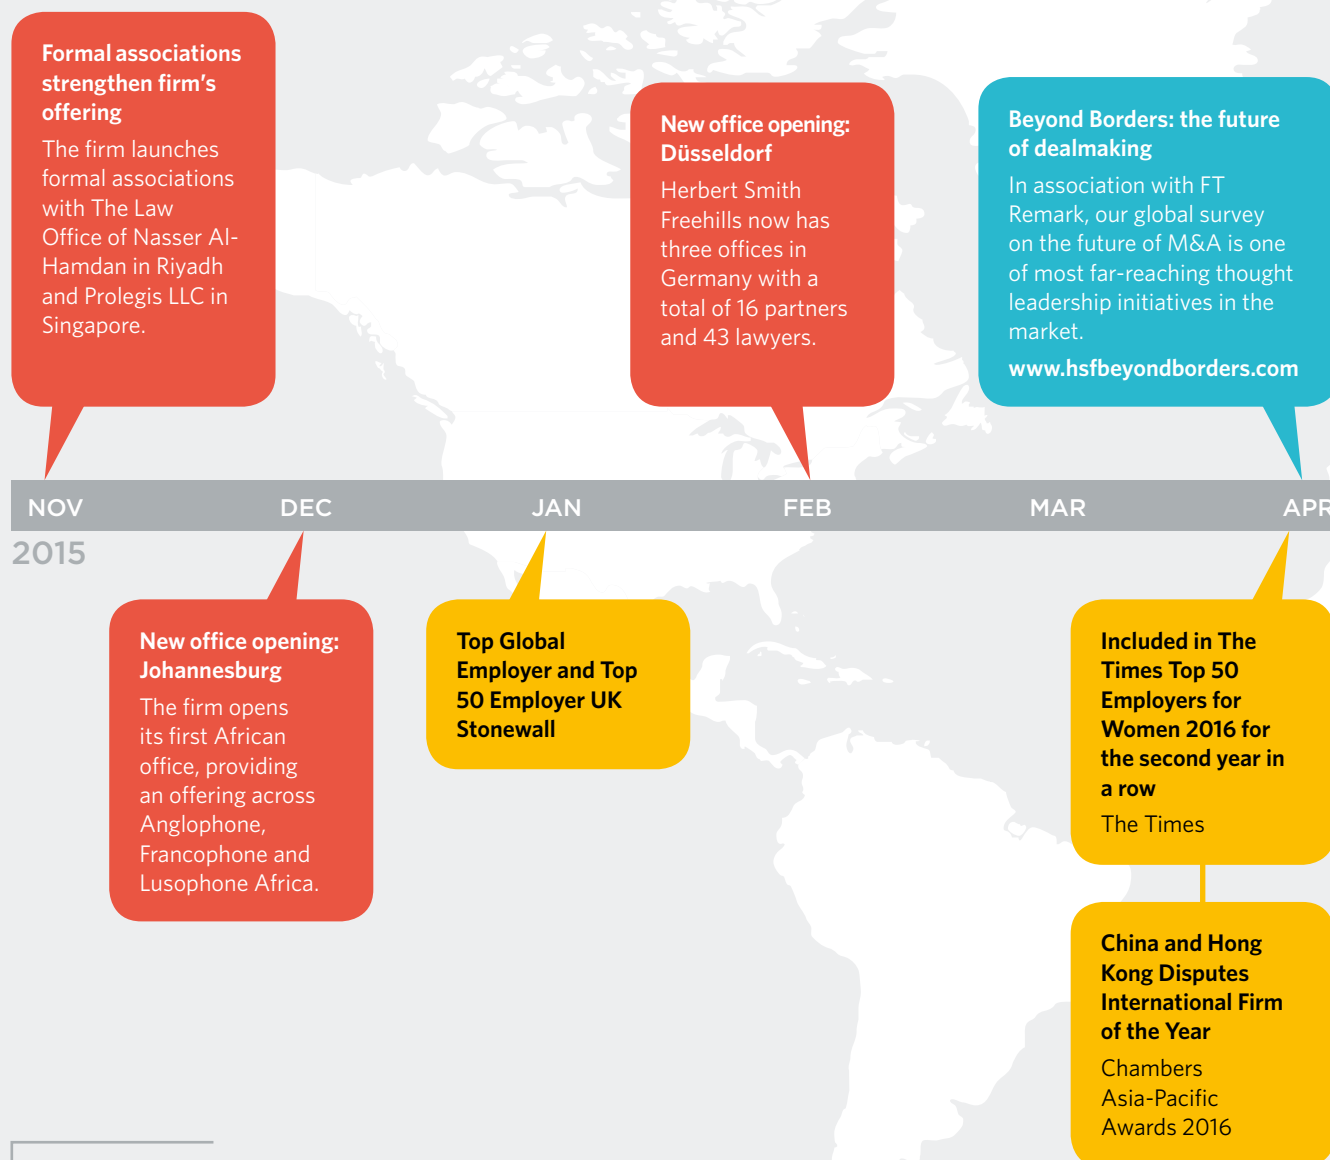 Formal associations
strengthen firm's
offering
The firm launches
formal associations
with The Law
Office of Nasser Al-
Hamdan in Riyadh
and Prolegis LLC in
Singapore.
New office opening:
Düsseldorf
Herbert Smith
Freehills now has
three offices in
Germany with a
total of 16 partners
and 43 lawyers.
Beyond Borders: the future
of dealmaking
In association with FT
Remark, our global survey
on the future of M&A is one
of most far-reaching thought
leadership initiatives in the
market.
www.hsfbeyondborders.com
NOV DEC JAN FEB MAR APR
2015
New office opening:
Johannesburg
The firm opens
its first African
office, providing
an offering across
Anglophone,
Francophone and
Lusophone Africa.
Top Global
Employer and Top
50 Employer UK
Stonewall
Included in The
Times Top 50
Employers for
Women 2016 for
the second year in
a row
The Times
China and Hong
Kong Disputes
International Firm
of the Year
Chambers
Asia-Pacific
Awards 2016